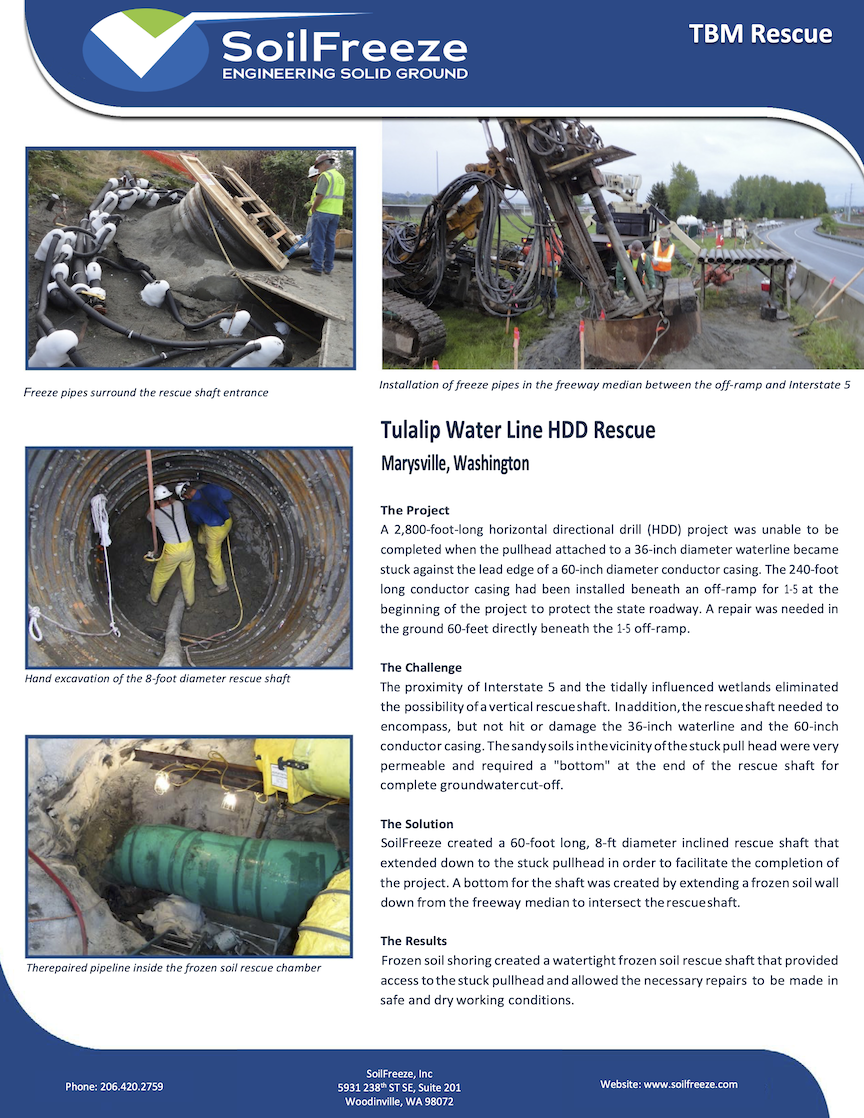 SoilFreeze
ENGINEERING SOLID GROUND
TBM Rescue
Freeze pipes surround the rescue shaft entrance
Installation of freeze pipes in the freeway median between the off-ramp and Interstate 5
Hand excavation of the 8-foot diameter rescue shaft
Therepaired pipeline inside the frozen soil rescue chamber
Tulalip Water Line HDD Rescue
Marysville, Washington
The Project
A 2,800-foot-long horizontal directional drill (HDD) project was unable to be
completed when the pullhead attached to a 36-inch diameter waterline became
stuck against the lead edge of a 60-inch diameter conductor casing. The 240-foot
long conductor casing had been installed beneath an off-ramp for 1-5 at the
beginning of the project to protect the state roadway. A repair was needed in
the ground 60-feet directly beneath the 1-5 off-ramp.
The Challenge
The proximity of Interstate 5 and the tidally influenced wetlands eliminated
the possibility of a vertical rescue shaft. In addition, the rescue shaft needed to
encompass, but not hit or damage the 36-inch waterline and the 60-inch
conductor casing. The sandy soils in the vicinity of the stuck pull head were very
permeable and required a "bottom" at the end of the rescue shaft for
complete groundwater cut-off.
The Solution
SoilFreeze created a 60-foot long, 8-ft diameter inclined rescue shaft that
extended down to the stuck pullhead in order to facilitate the completion of
the project. A bottom for the shaft was created by extending a frozen soil wall
down from the freeway median to intersect the rescue shaft.
The Results
Frozen soil shoring created a watertight frozen soil rescue shaft that provided
access to the stuck pullhead and allowed the necessary repairs to be made in
safe and dry working conditions.
Phone: 206.420.2759
SoilFreeze, Inc
5931 238th ST SE, Suite 201
Woodinville, WA 98072
Website: www.soilfreeze.com